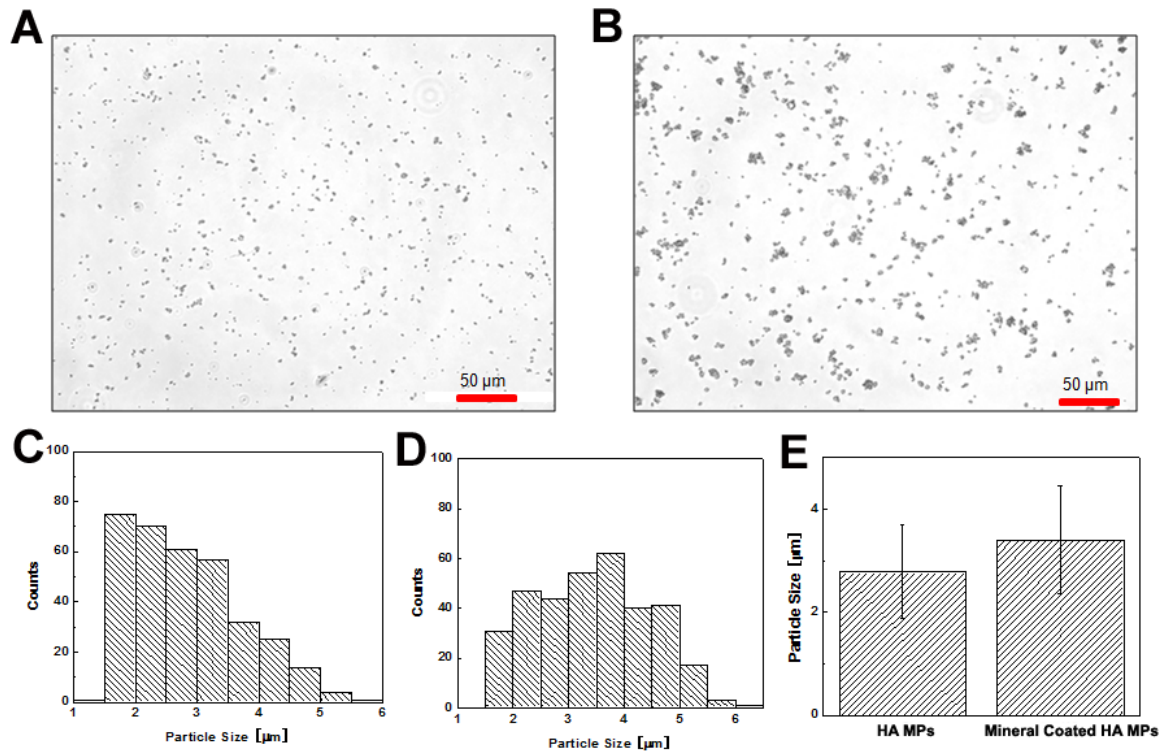 A
B
50 µm
50 µm
C
D
E
100
80
60
40
20
0
Counts
1 2 3 4 5 6
Particle Size [µm]
100
80
60
40
20
0
Counts
1 2 3 4 5 6
Particle Size [µm]
4
2
0
Particle Size [µm]
HA MPs
Mineral Coated HA MPs